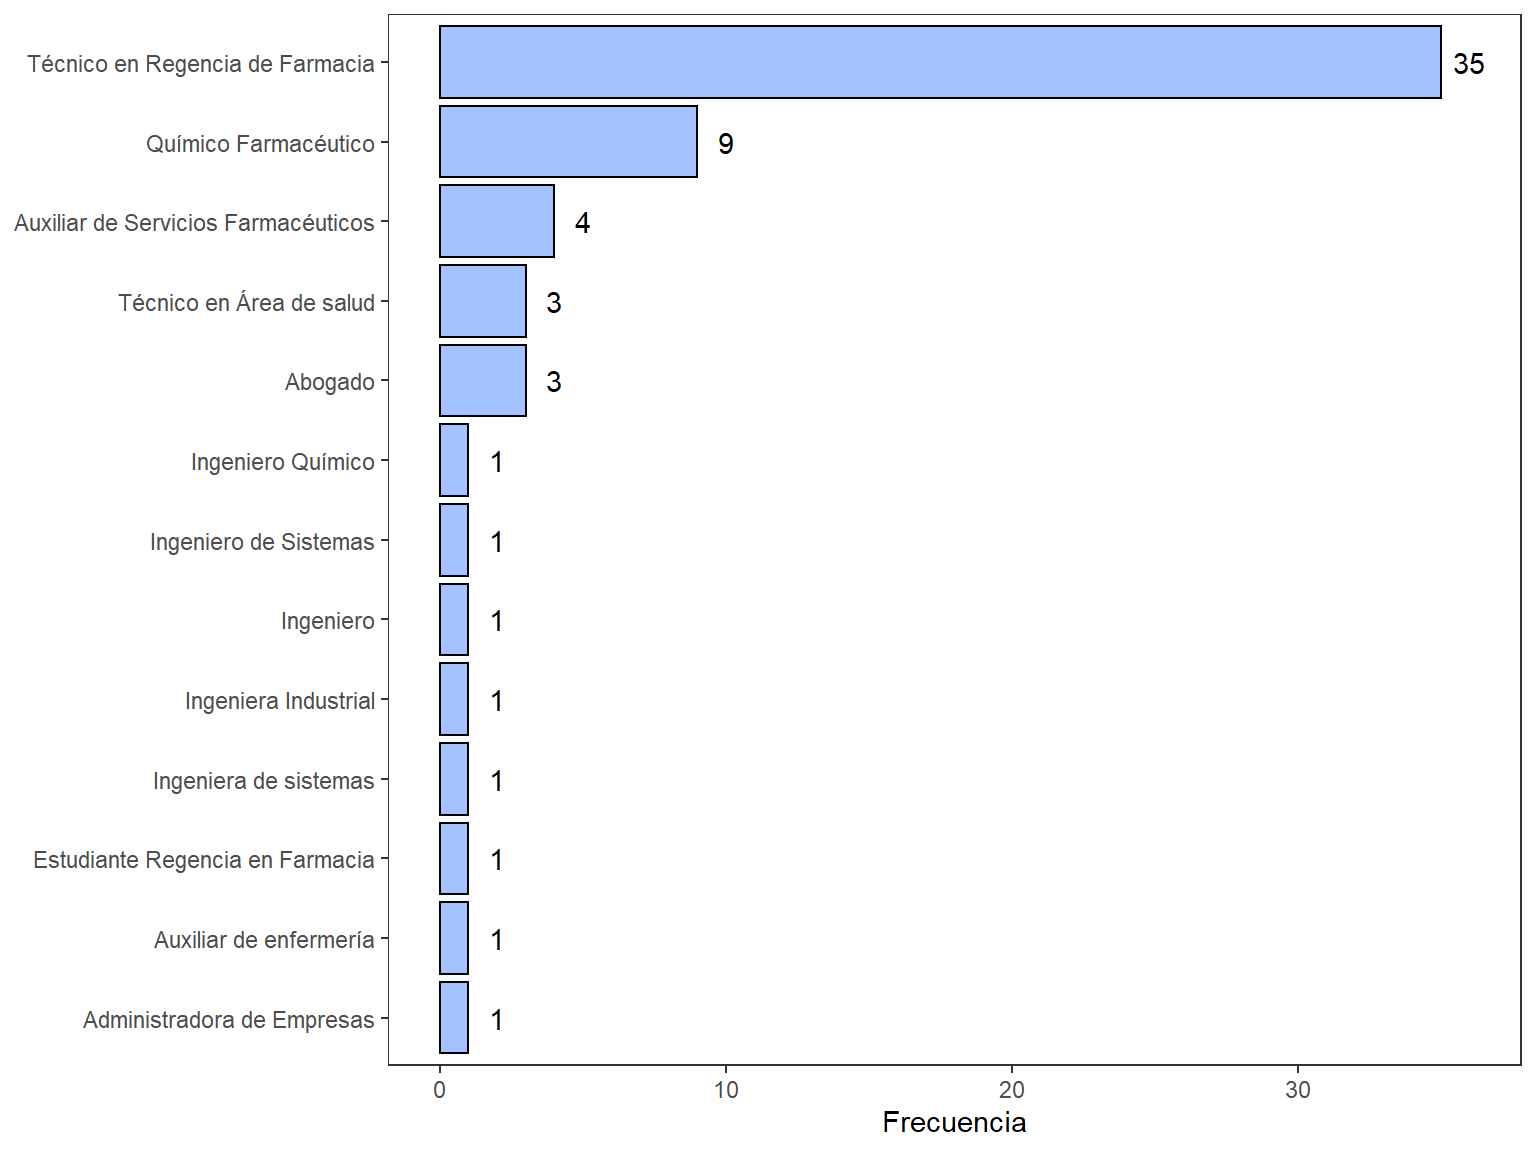 Técnico en Regencia de Farmacia 35
Químico Farmacéutico 9
Auxiliar de Servicios Farmacéuticos 4
Técnico en Área de salud 3
Abogado 3
Ingeniero Químico 1
Ingeniero de Sistemas 1
Ingeniero 1
Ingeniera Industrial 1
Ingeniera de sistemas 1
Estudiante Regencia en Farmacia 1
Auxiliar de enfermería 1
Administradora de Empresas 1
0 10 20 30
Frecuencia